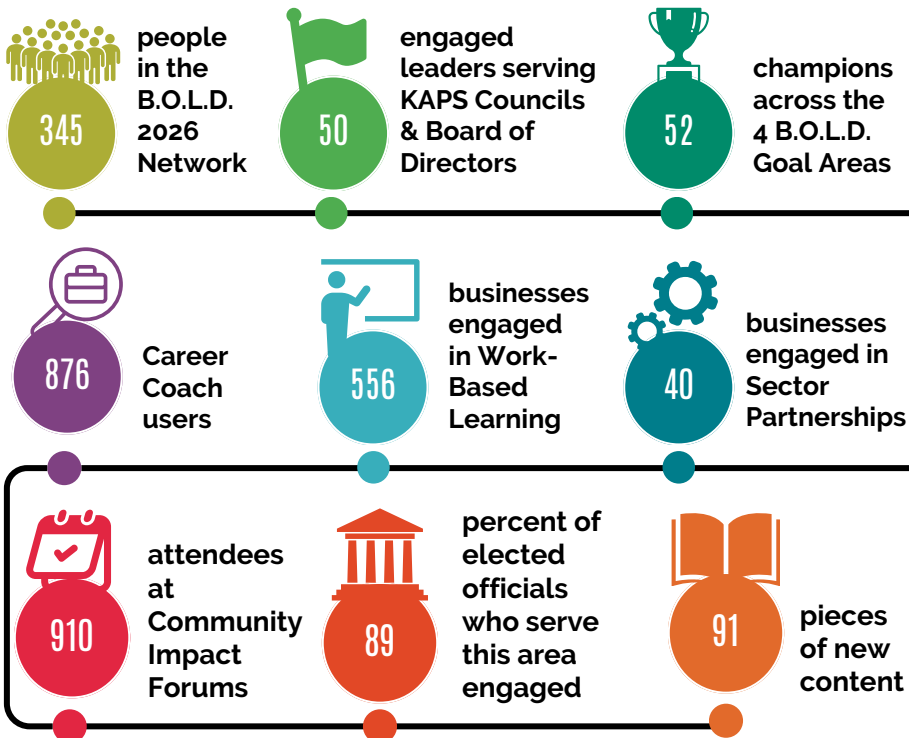 345
people
in the
B.O.L.D.
2026
Network
50
engaged
leaders serving
KAPS Councils
& Board of
Directors
52
champions
across the
4 B.O.L.D.
Goal Areas
876
Career
Coach
users
556
businesses
engaged
in Work-
Based
Learning
40
businesses
engaged in
Sector
Partnerships
910
attendees
at
Community
Impact
Forums
89
percent of
elected
officials
who serve
this area
engaged
91
pieces
of new
content